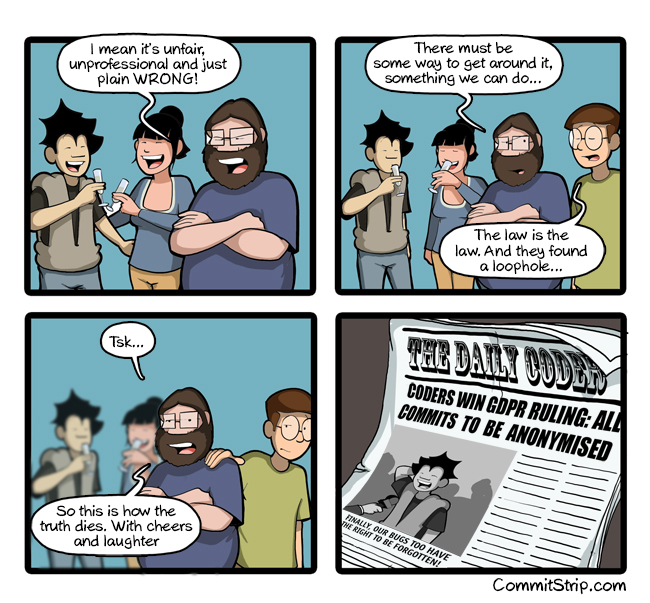 I mean it's unfair,
unprofessional and just
plain WRONG!
There must be
some way to get around it,
something we can do...
The law is the
law. And they found
a loophole...
Tsk...
So this is how the
truth dies. With cheers
and laughter
THE DAILY CODER
CODERS WIN GDPR RULING: ALL
COMMITS TO BE ANONYMISED
FINALLY, OUR BUGS TOO HAVE
THE RIGHT TO BE FORGOTTEN!
CommitStrip.com